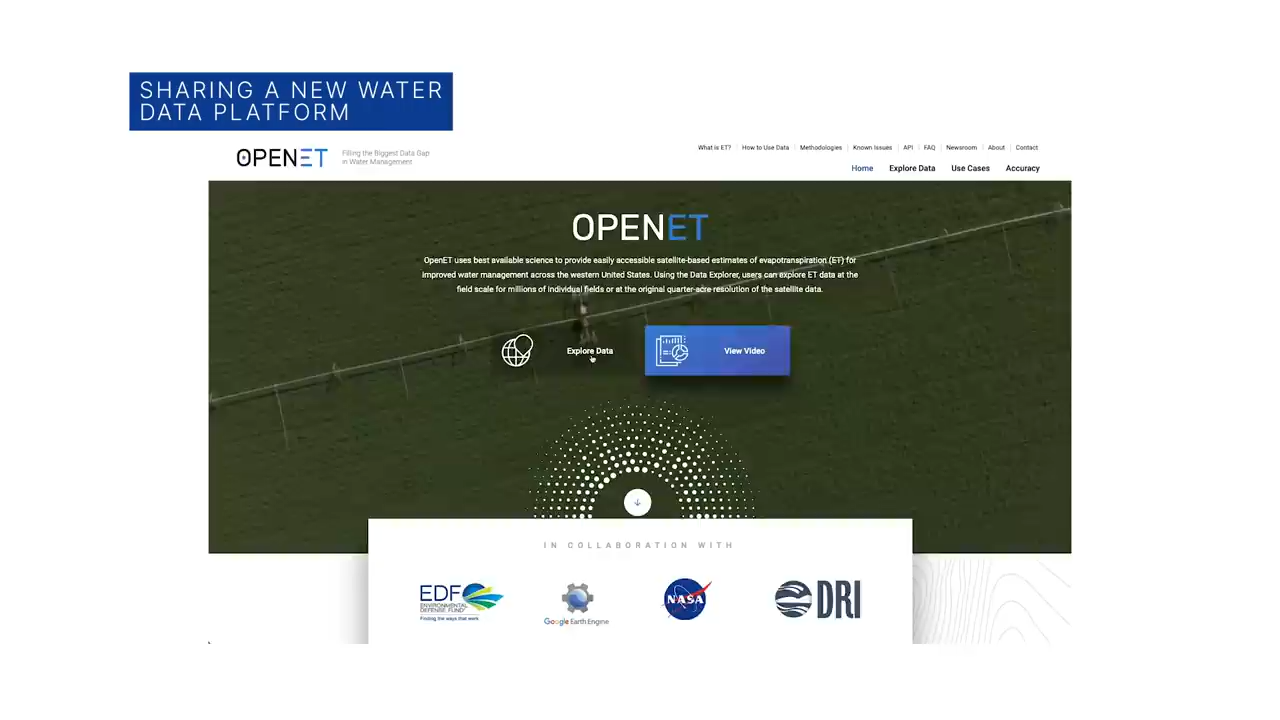 SHARING A NEW WATER
DATA PLATFORM
OPENET
Filling the Biggest Data Gap
in Water Management
What is ET?
How to Use Data
Methodologies
Known Issues
API
FAQ
Newsroom
About
Contact
Home
Explore Data
Use Cases
Accuracy
OPENET
OpenET uses best available science to provide easily accessible satellite-based estimates of evapotranspiration (ET) for
improved water management across the western United States. Using the Data Explorer, users can explore ET data at the
field scale for millions of individual fields or at the original quarter-acre resolution of the satellite data.
Explore Data
View Video
IN COLLABORATION WITH
EDF
ENVIRONMENTAL
DEFENSE FUND
Finding the ways that work
Google Earth Engine
NASA
DRI